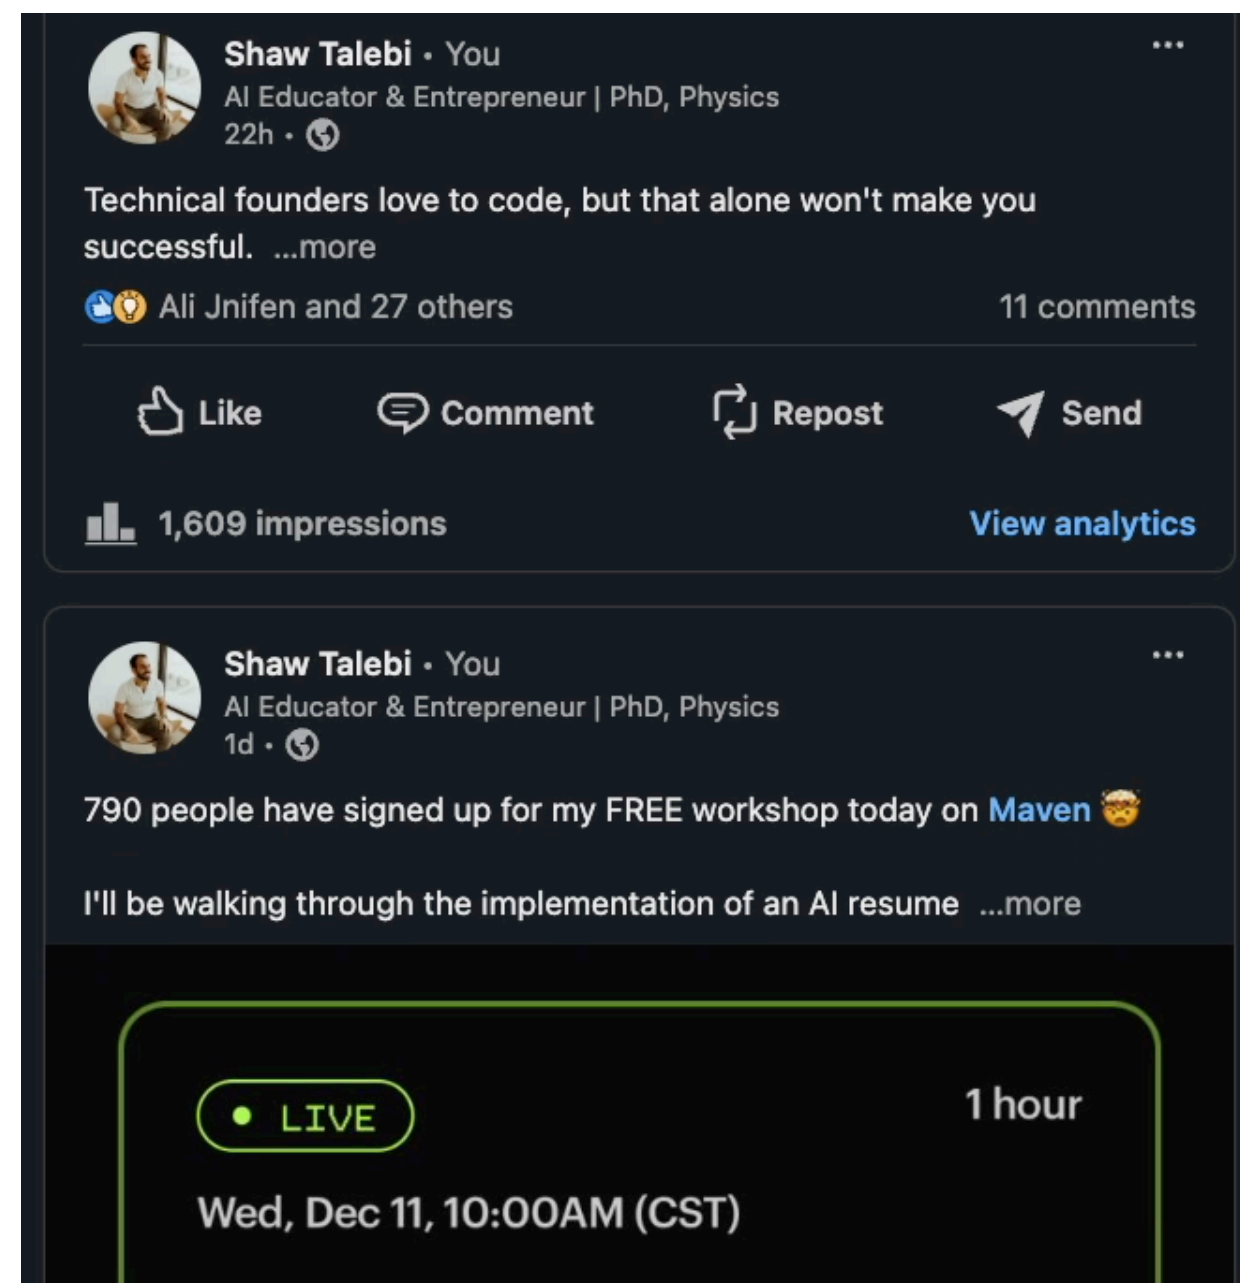 Shaw Talebi • You
AI Educator & Entrepreneur | PhD, Physics
22h •
Technical founders love to code, but that alone won't make you
successful. ...more
Ali Jnifen and 27 others
11 comments
Like
Comment
Repost
Send
1,609 impressions
View analytics
Shaw Talebi • You
AI Educator & Entrepreneur | PhD, Physics
1d •
790 people have signed up for my FREE workshop today on Maven 🤯
I'll be walking through the implementation of an AI resume ...more
• LIVE
1 hour
Wed, Dec 11, 10:00AM (CST)